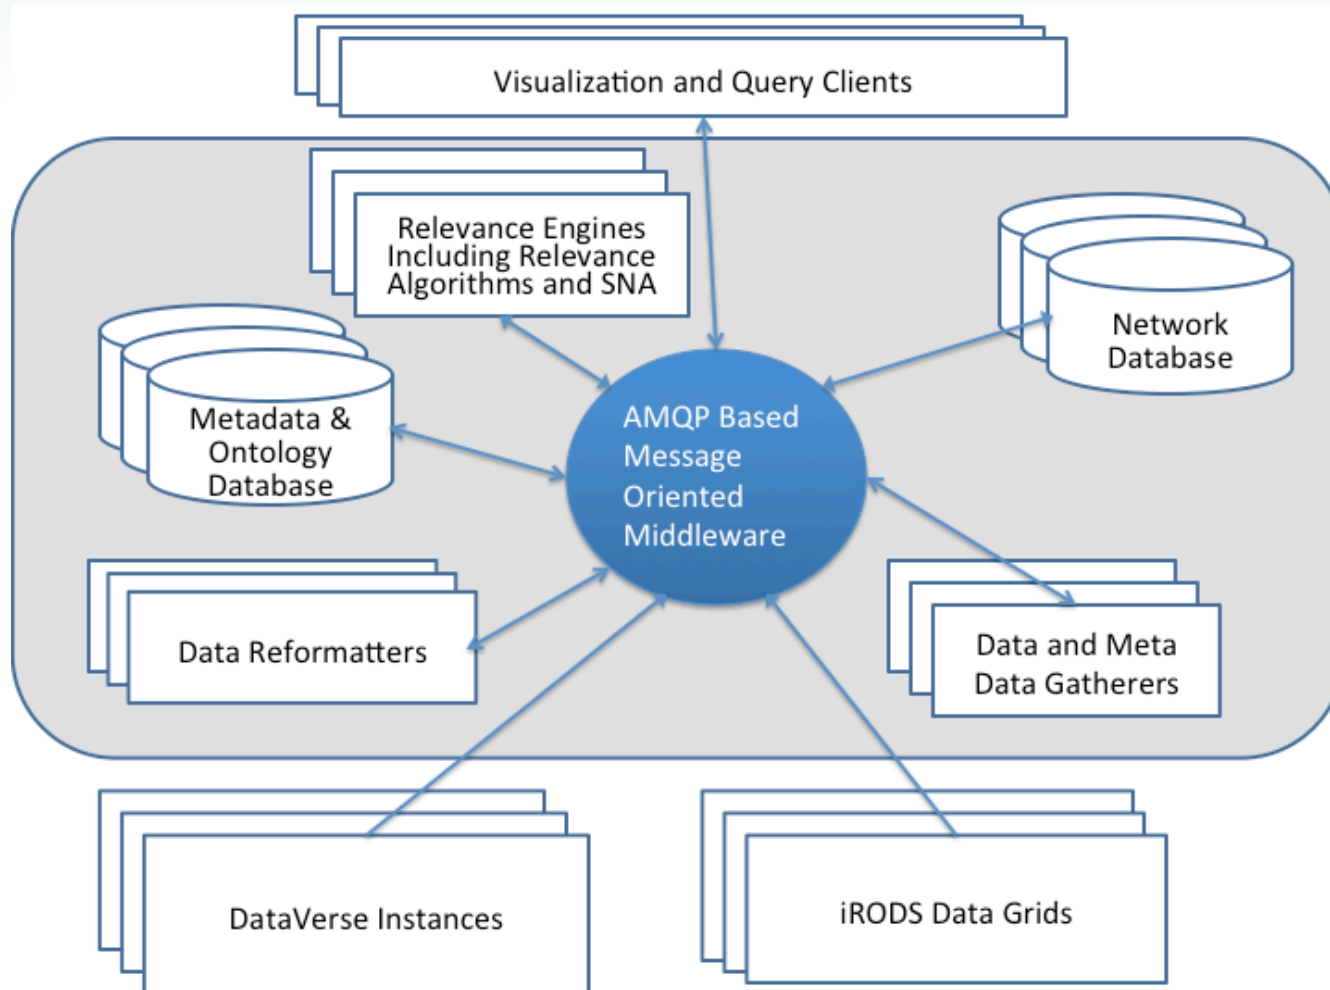 Visualization and Query Clients
Relevance Engines
Including Relevance
Algorithms and SNA
Network
Database
Metadata &
Ontology
Database
AMQP Based
Message
Oriented
Middleware
Data Reformatters
Data and Meta
Data Gatherers
DataVerse Instances
iRODS Data Grids